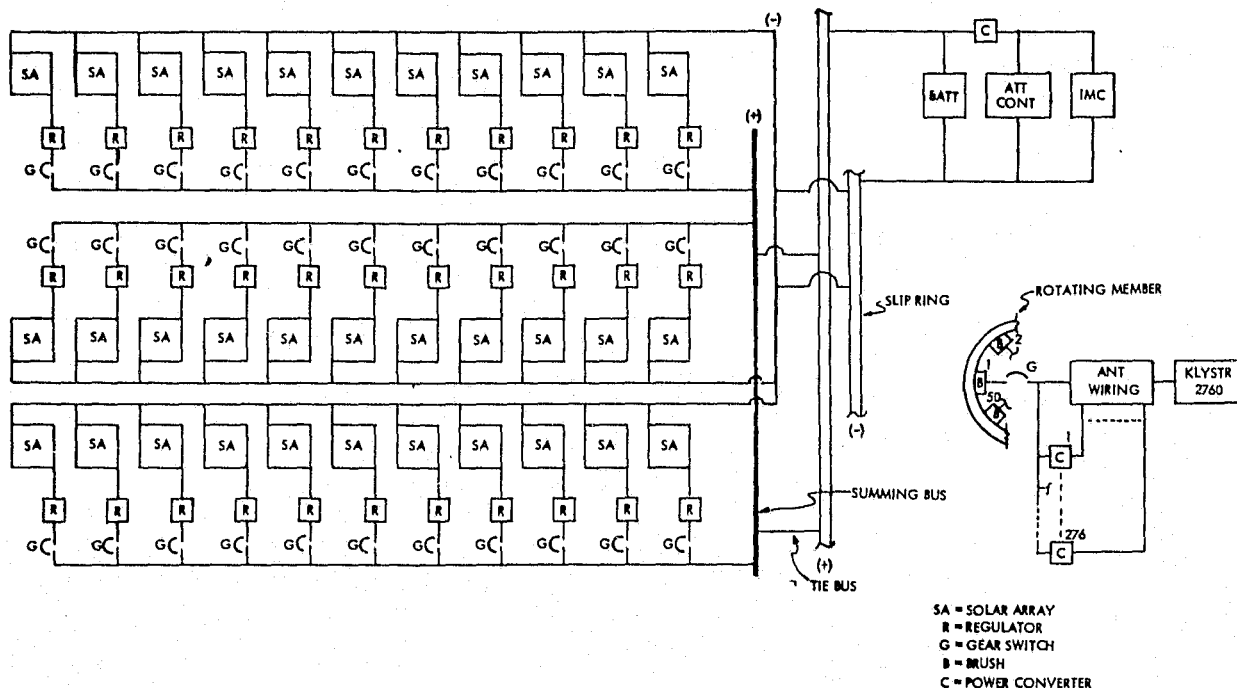 (-)
C
SA SA SA SA SA SA SA SA SA SA SA
BATT
ATT CONT
IMC
(+)
R R R R R R R R R R R
G G G G G G G G G G G
G G G G G G G G G G G
R R R R R R R R R R R
SLIP RING
ROTATING MEMBER
SA SA SA SA SA SA SA SA SA SA SA
B 2
B 1
50
B
G
ANT WIRING
KLYSTR 2760
(-)
SA SA SA SA SA SA SA SA SA SA SA
C 1
SUMMING BUS
R R R R R R R R R R R
276
C
G G G G G G G G G G G
(+)
TIE BUS
SA = SOLAR ARRAY
R = REGULATOR
G = GEAR SWITCH
B = BRUSH
C = POWER CONVERTER